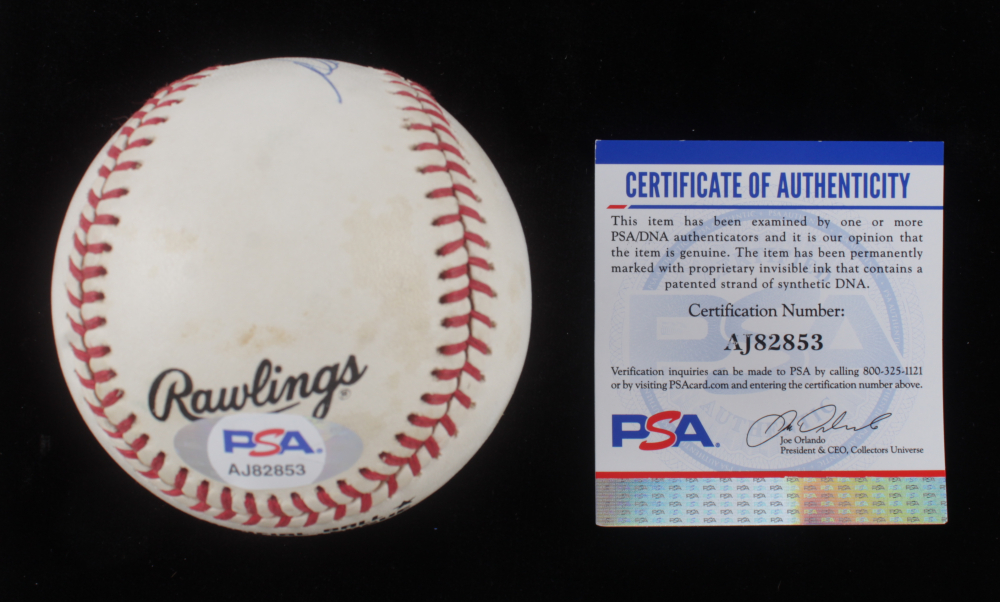 Rawlings®
PSA.
AJ82853
CERTIFICATE OF AUTHENTICITY
This item has been examined by one or more
PSA/DNA authenticators and it is our opinion that
the item is genuine. The item has been permanently
marked with proprietary invisible ink that contains a
patented strand of synthetic DNA.
Certification Number:
AJ82853
Verification inquiries can be made to PSA by calling 800-325-1121
or by visiting PSAcard.com and entering the certification number above.
PSA.
Joe Orlando
President & CEO, Collectors Universe